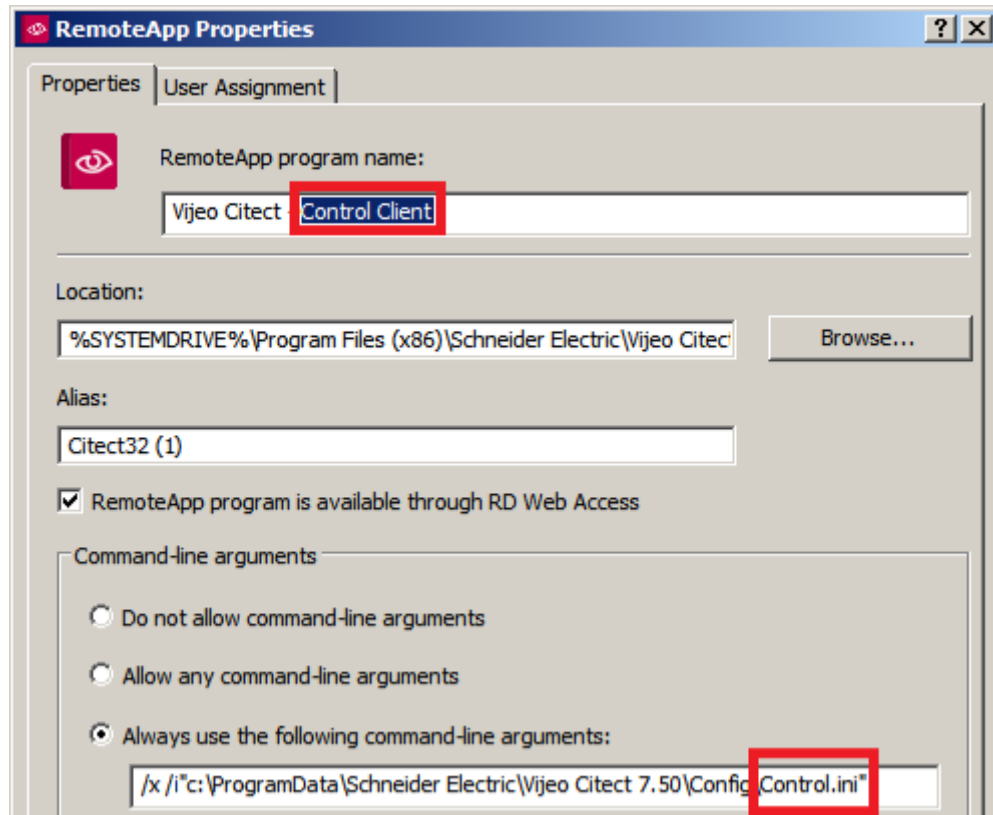 RemoteApp Properties
Properties
User Assignment
RemoteApp program name:
Vijeo Citect - Control Client
Location:
%SYSTEMDRIVE%\Program Files (x86)\Schneider Electric\Vijeo Citect
Browse...
Alias:
Citect32 (1)
RemoteApp program is available through RD Web Access
Command-line arguments
Do not allow command-line arguments
Allow any command-line arguments
Always use the following command-line arguments:
/x /i"c:\ProgramData\Schneider Electric\Vijeo Citect 7.50\Config\Control.ini"